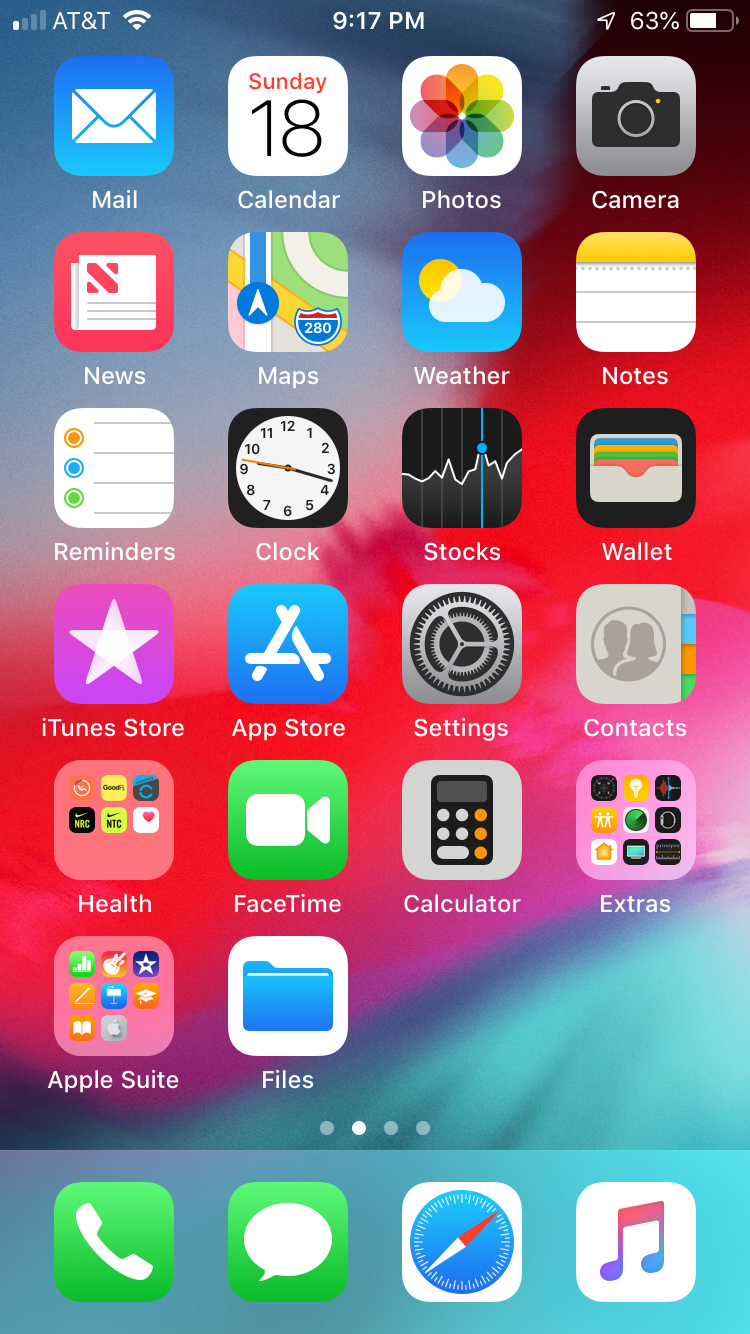 AT&T 9:17 PM 63%
Sunday
18
Mail Calendar Photos Camera
280
News Maps Weather Notes
12
11 1
10 2
9 3
8 4
7 5
6
Reminders Clock Stocks Wallet
iTunes Store App Store Settings Contacts
GoodRx
NRC NTC
Health FaceTime Calculator Extras
Apple Suite Files